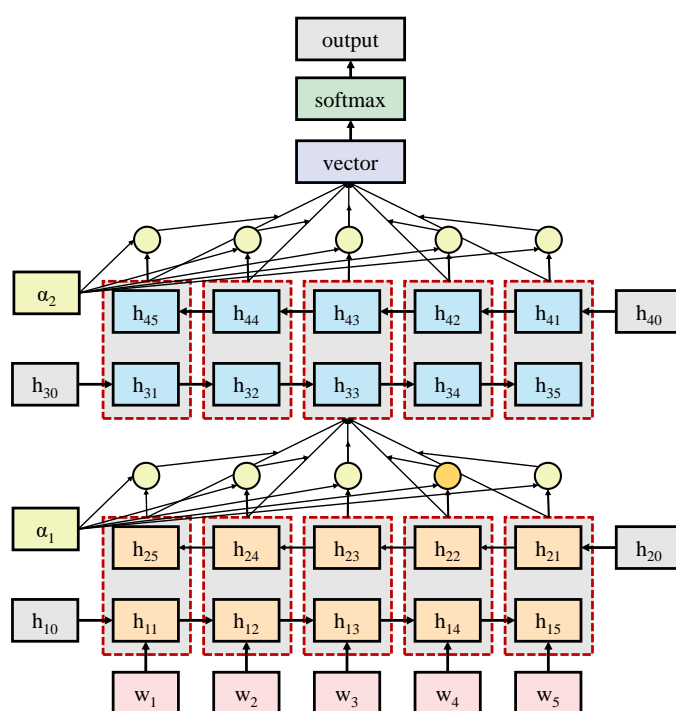 output
softmax
vector
α₂
h₄₅ h₄₄ h₄₃ h₄₂ h₄₁ h₄₀
h₃₀ h₃₁ h₃₂ h₃₃ h₃₄ h₃₅
α₁
h₂₅ h₂₄ h₂₃ h₂₂ h₂₁ h₂₀
h₁₀ h₁₁ h₁₂ h₁₃ h₁₄ h₁₅
w₁ w₂ w₃ w₄ w₅